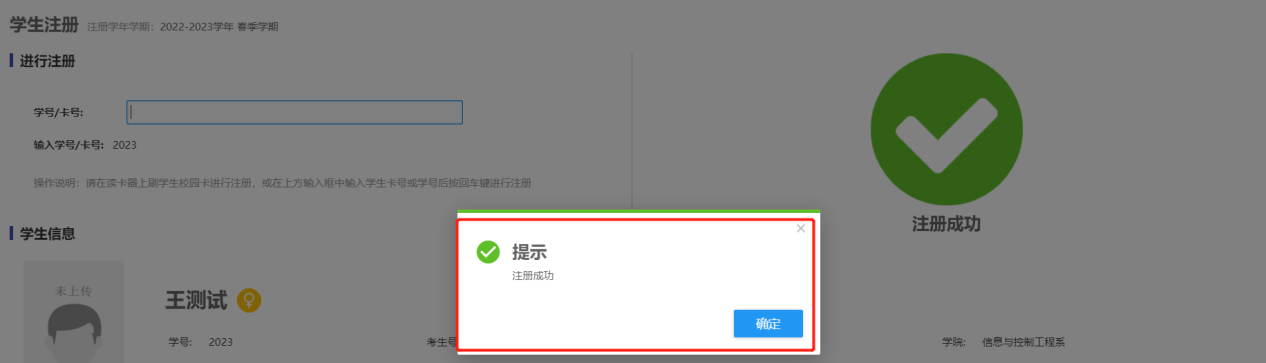 学生注册 注册学年学期：2022-2023学年 春季学期
进行注册
学号/卡号:
输入学号/卡号: 2023
操作说明：请在读卡器上刷学生校园卡进行注册，或在上方输入框中输入学生卡号或学号后按回车键进行注册
注册成功
学生信息
提示
注册成功
确定
未上传
王测试
学号: 2023 考生号 学院: 信息与控制工程系